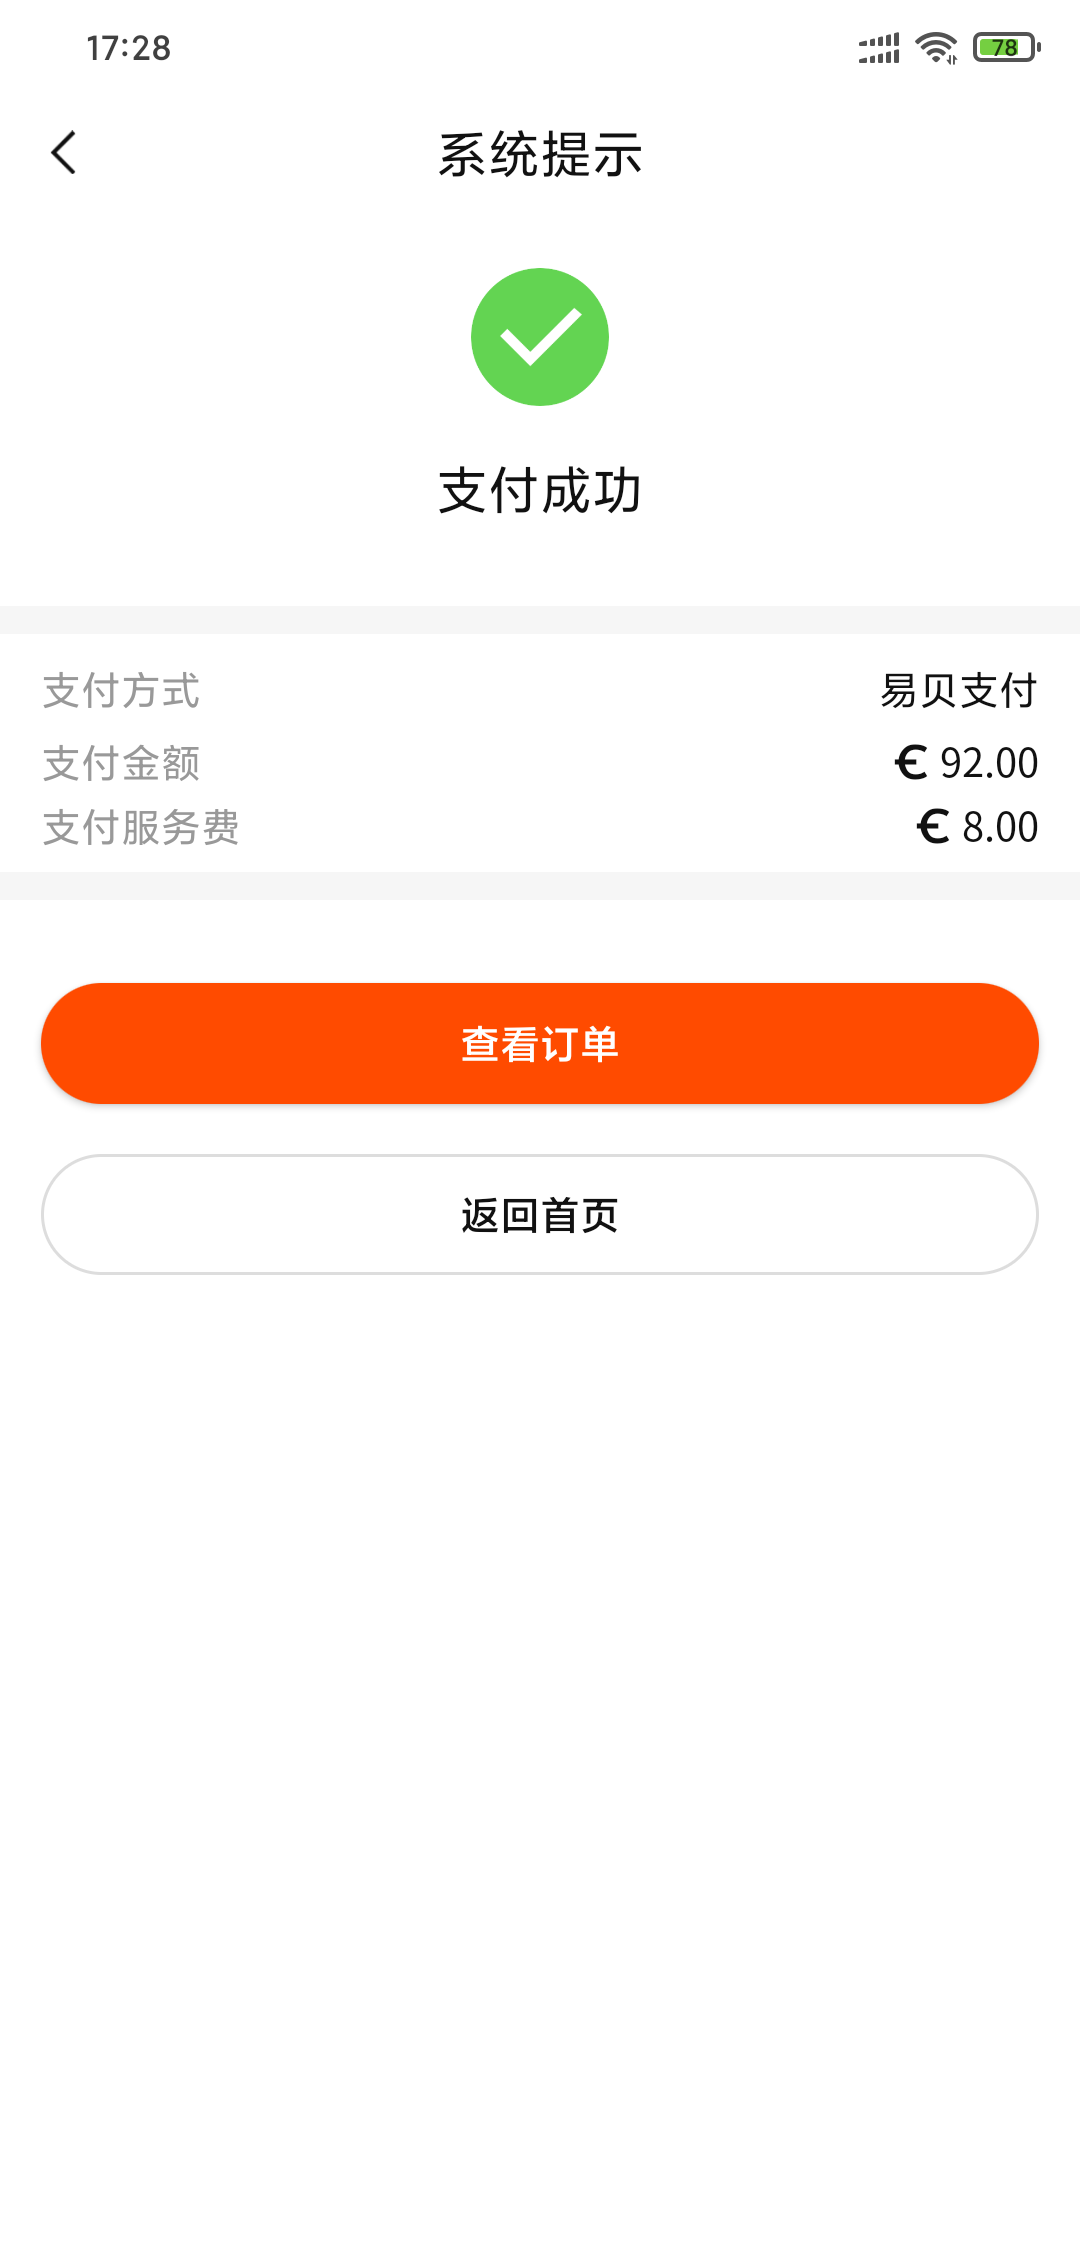 17:28
78
系统提示
支付成功
支付方式 易贝支付
支付金额 € 92.00
支付服务费 € 8.00
查看订单
返回首页